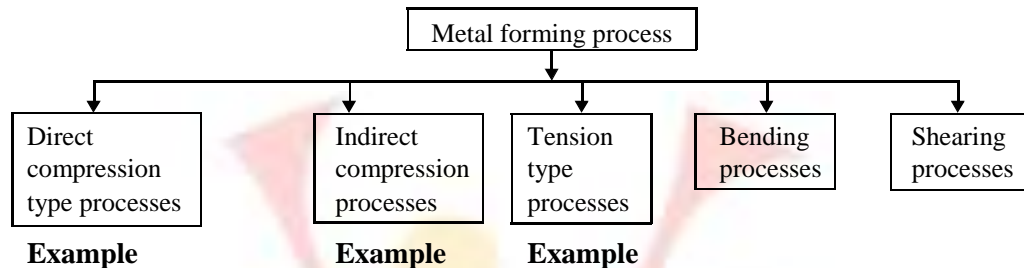 Metal forming process
Direct
compression
type processes
Indirect
compression
processes
Tension
type
processes
Bending
processes
Shearing
processes
Example
Example
Example